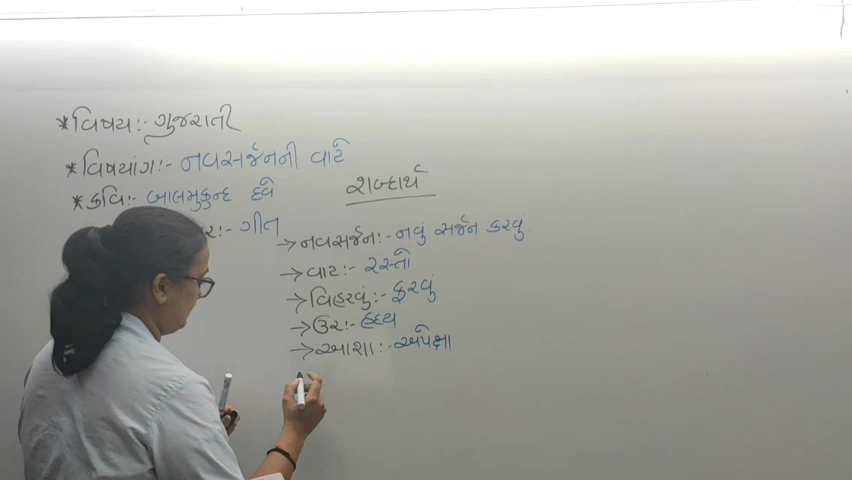 * વિષય:- ગુજરાતી
* વિષયાંગ:- નવસર્જનની વાટે
* કવિ:- બાલમુકુન્દ દવે
ર:- ગીત
શબ્દાર્થ
→ નવસર્જન:- નવું સર્જન કરવુ.
→ વાટ:- રસ્તો
→ વિહરવું:- ફરવું
→ ઉર:- હૃદય
→ આશા:- અપેક્ષા